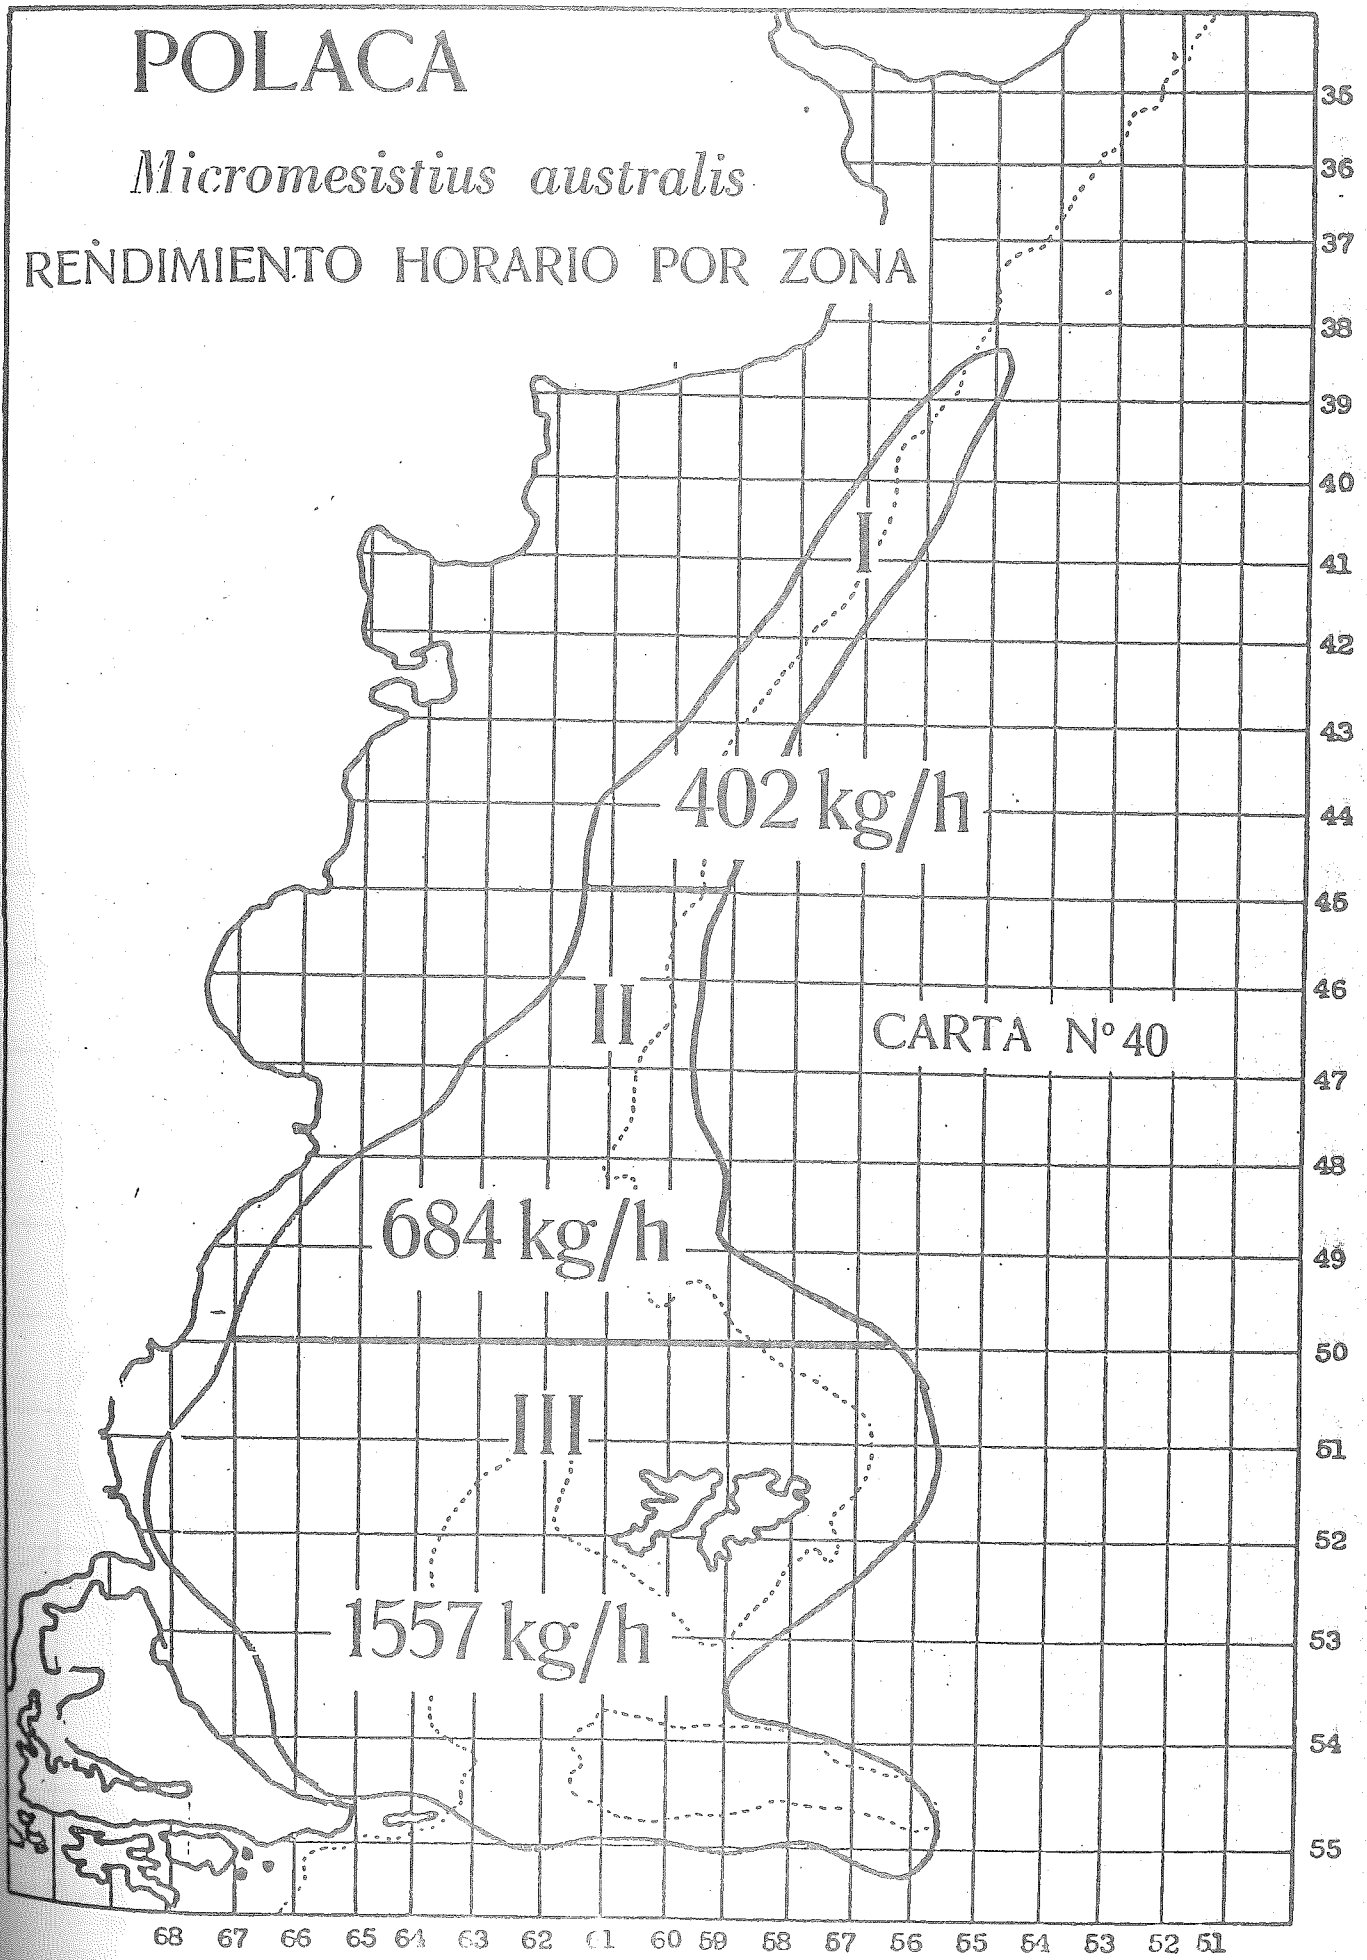 POLACA
Micromesistius australis
RENDIMIENTO HORARIO POR ZONA
35
36
37
38
39
40
I
41
42
43
402 kg/h
44
45
46
II
CARTA Nº 40
47
48
684 kg/h
49
50
III
51
52
1557 kg/h
53
54
55
68 67 66 65 64 63 62 61 60 59 58 57 56 55 54 53 52 51